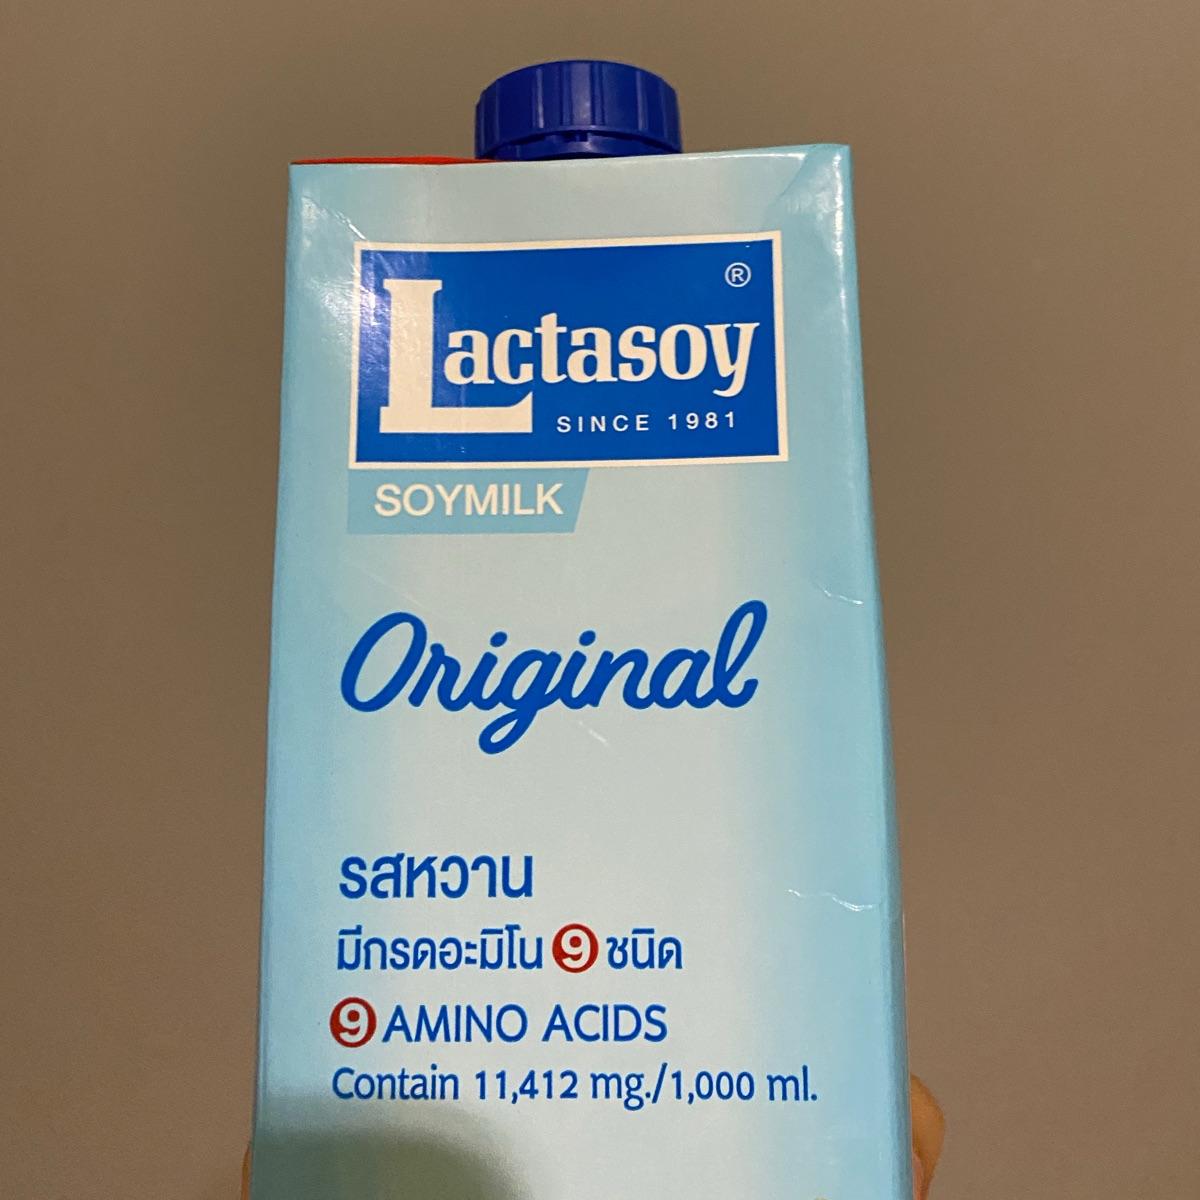 Lactasoy ®
SINCE 1981
SOYMILK
Original
รสหวาน
มีกรดอะมิโน 9 ชนิด
9 AMINO ACIDS
Contain 11,412 mg./1,000 ml.